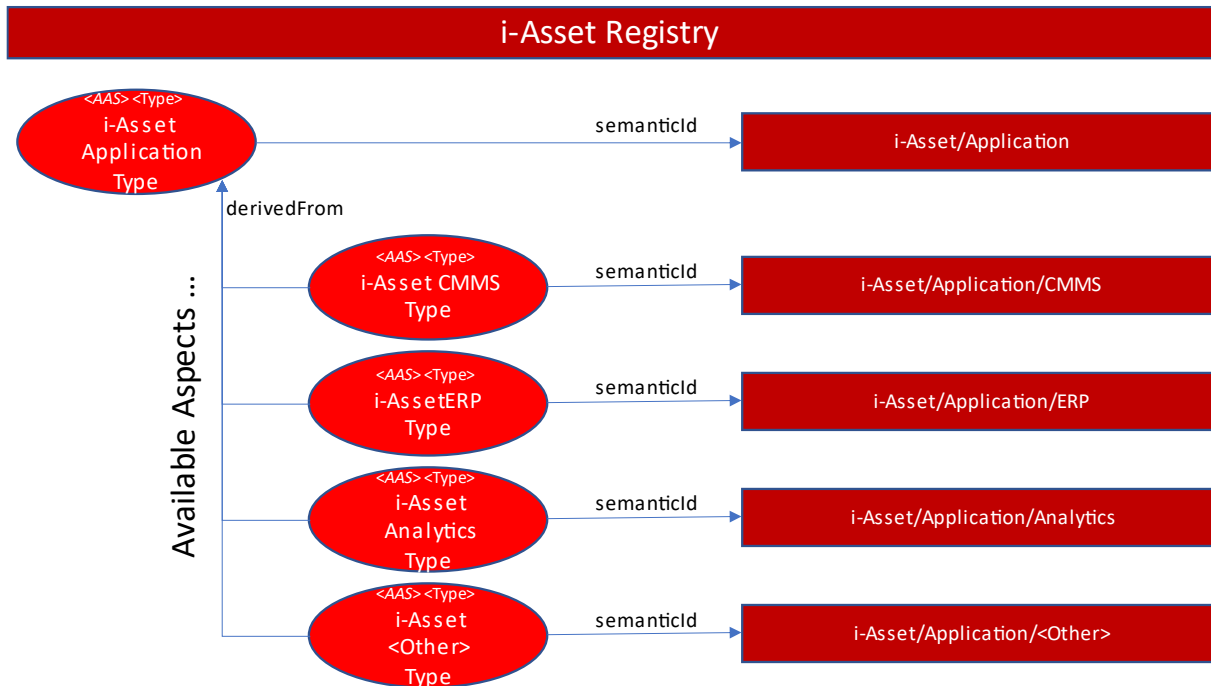 i-Asset Registry
<AAS> <Type>
i-Asset
Application
Type
semanticId
i-Asset/Application
derivedFrom
Available Aspects ...
<AAS> <Type>
i-Asset CMMS
Type
semanticId
i-Asset/Application/CMMS
<AAS> <Type>
i-AssetERP
Type
semanticId
i-Asset/Application/ERP
<AAS> <Type>
i-Asset
Analytics
Type
semanticId
i-Asset/Application/Analytics
<AAS> <Type>
i-Asset
<Other>
Type
semanticId
i-Asset/Application/<Other>